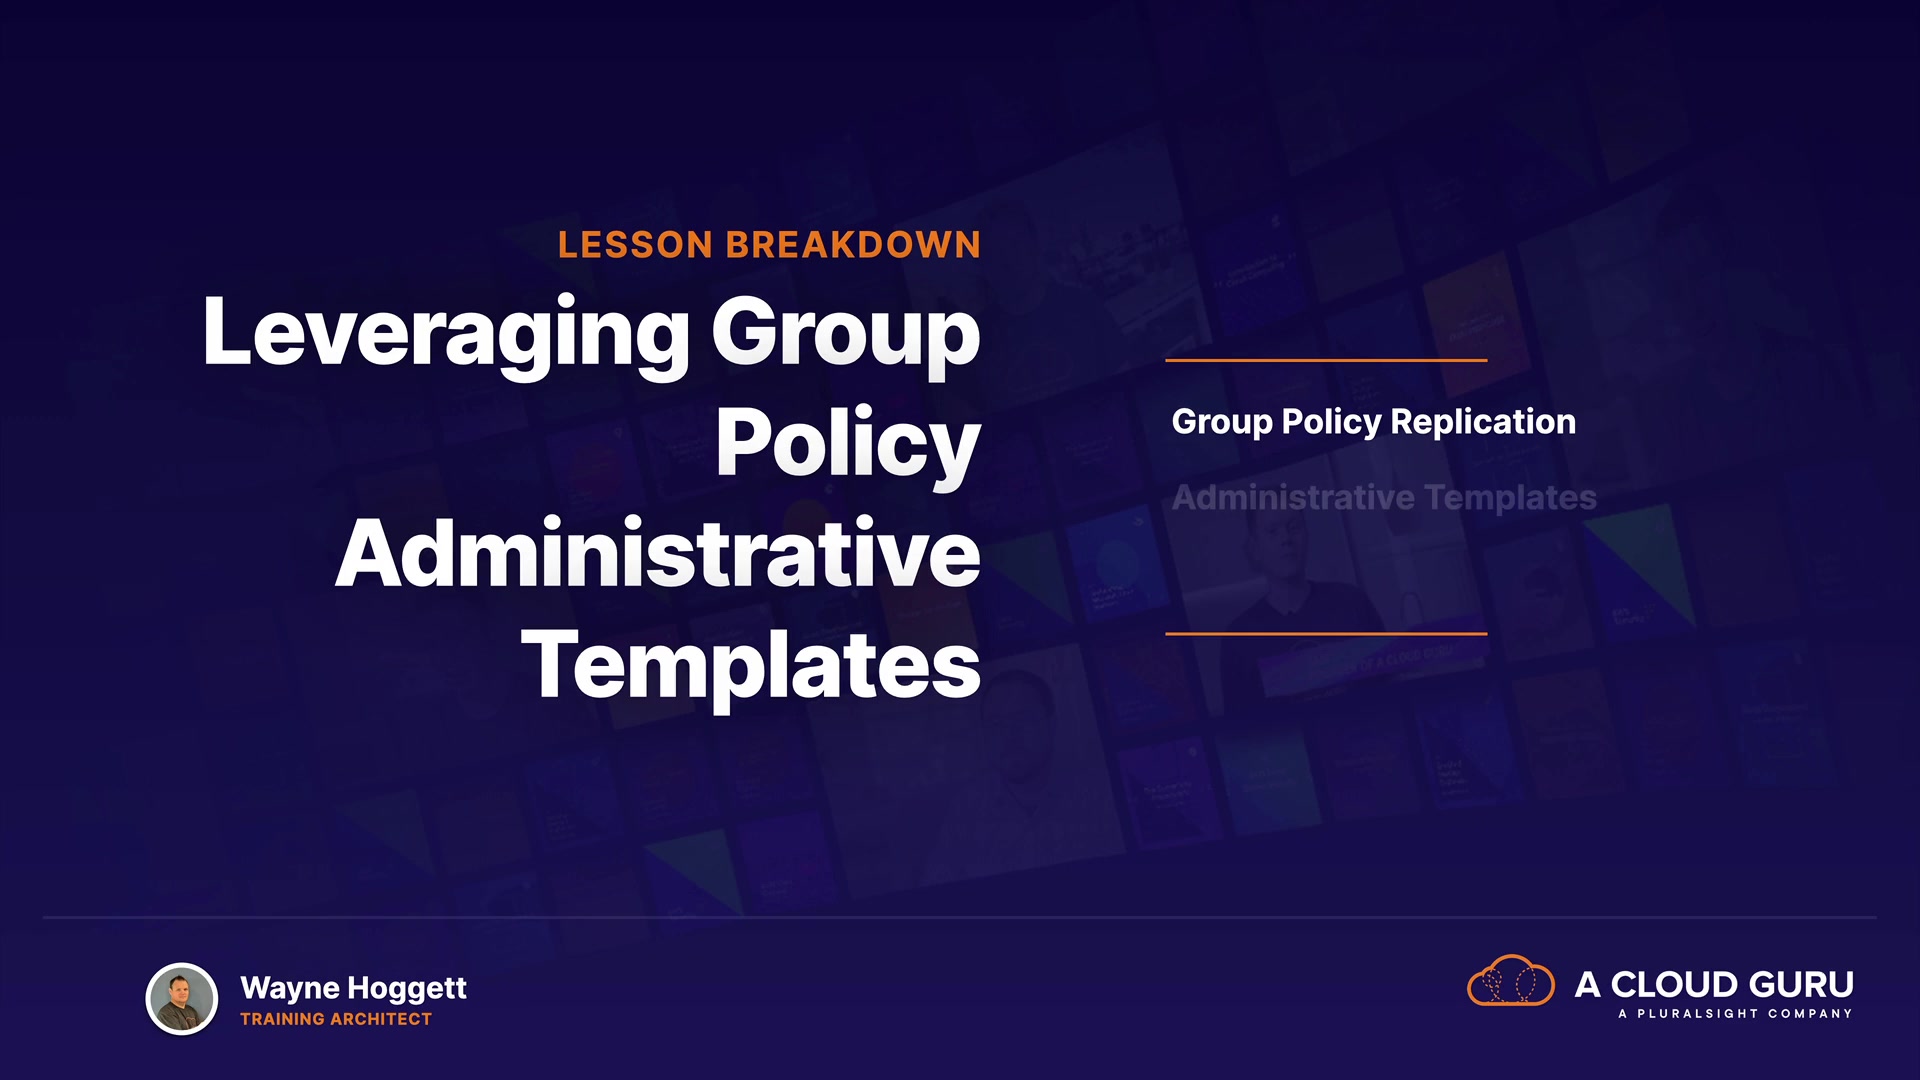 LESSON BREAKDOWN
Leveraging Group
Policy
Administrative
Templates
Group Policy Replication
Administrative Templates
Wayne Hoggett
TRAINING ARCHITECT
A CLOUD GURU
A PLURALSIGHT COMPANY